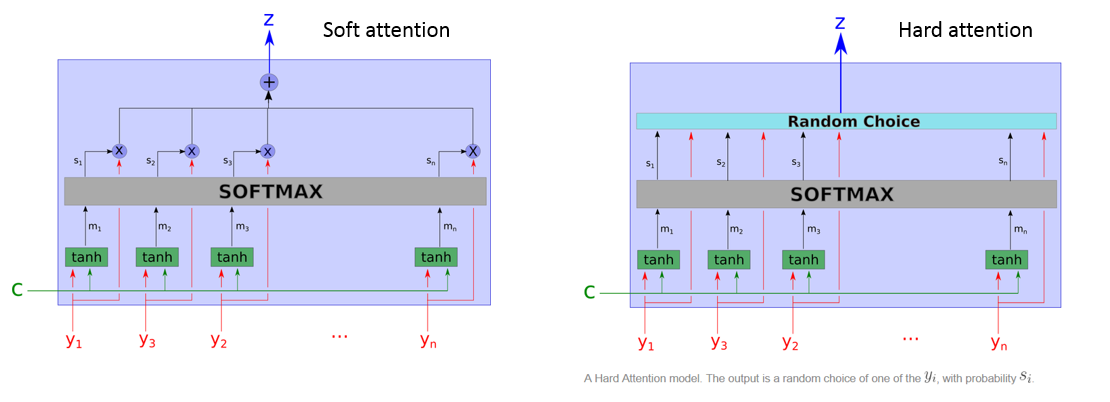 Z
Soft attention
+
x x x x
s1 s2 s3 sn
SOFTMAX
m1 m2 m3 mn
tanh tanh tanh tanh
C
y1 y3 y2 ... yn
Z
Hard attention
Random Choice
s1 s2 s3 sn
SOFTMAX
m1 m2 m3 mn
tanh tanh tanh tanh
C
y1 y3 y2 ... yn
A Hard Attention model. The output is a random choice of one of the yi, with probability si.